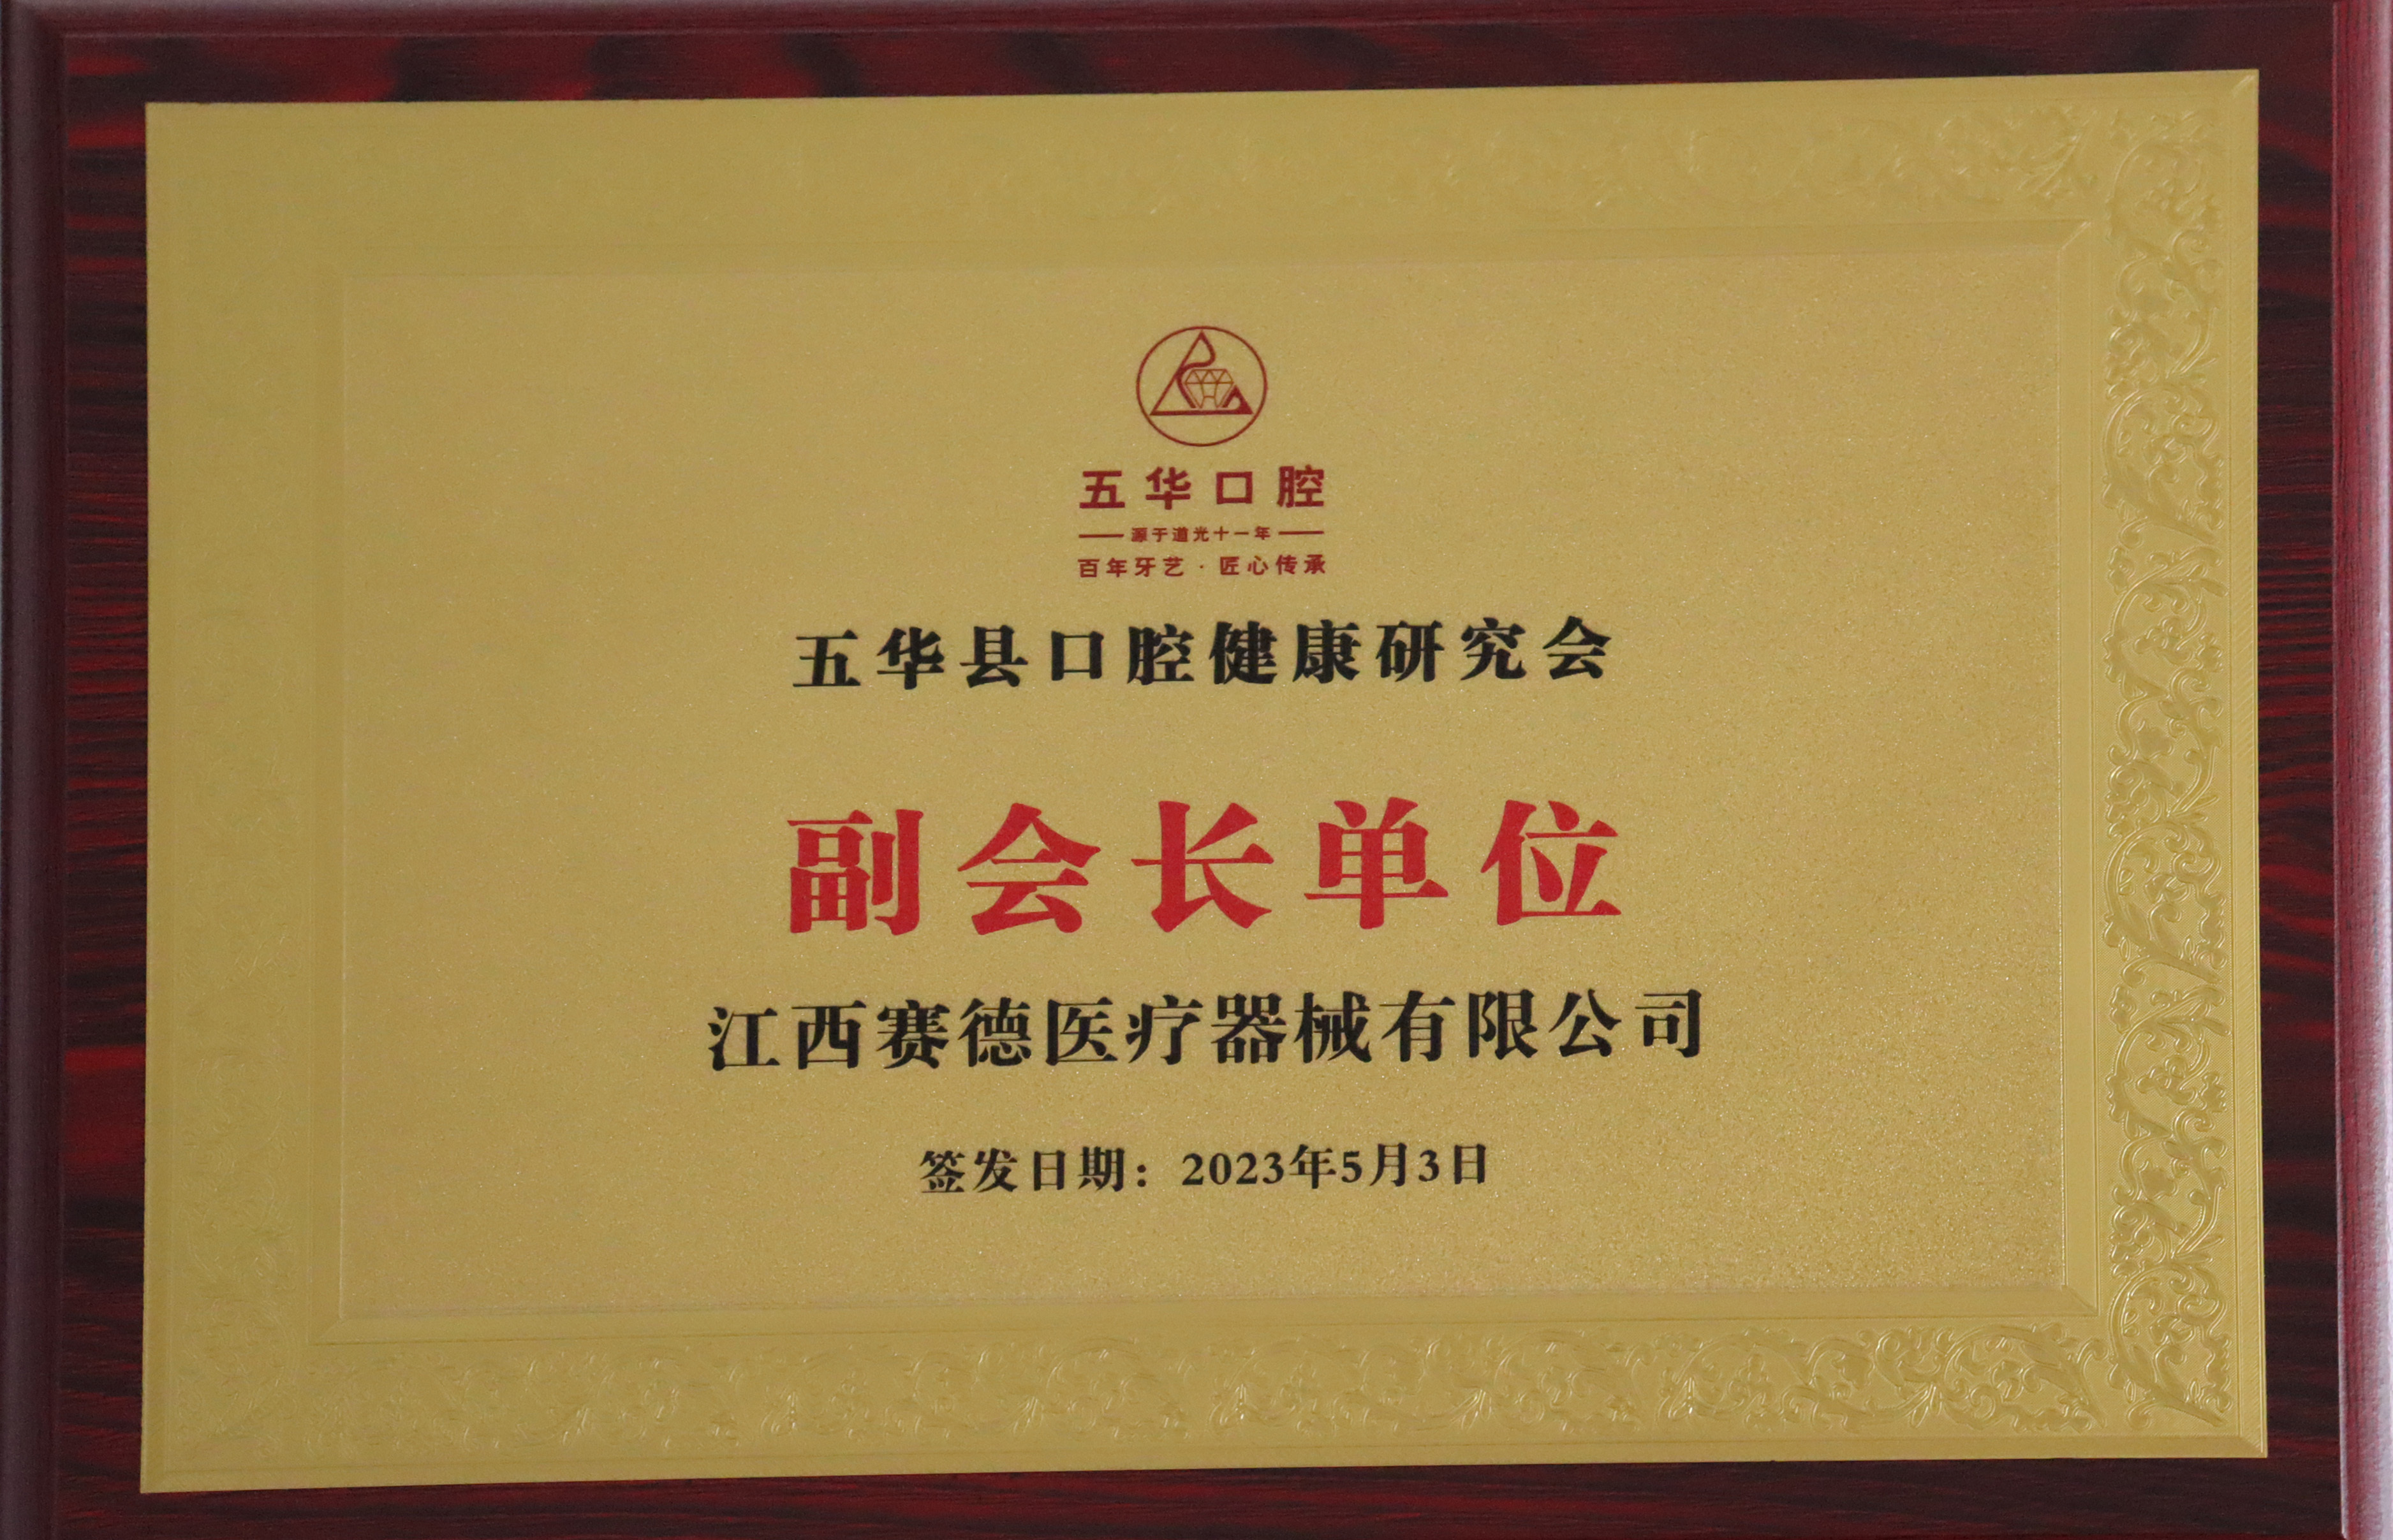 五华口腔
源于道光十一年
百年牙艺·匠心传承
五华县口腔健康研究会
副会长单位
江西赛德医疗器械有限公司
签发日期：2023年5月3日